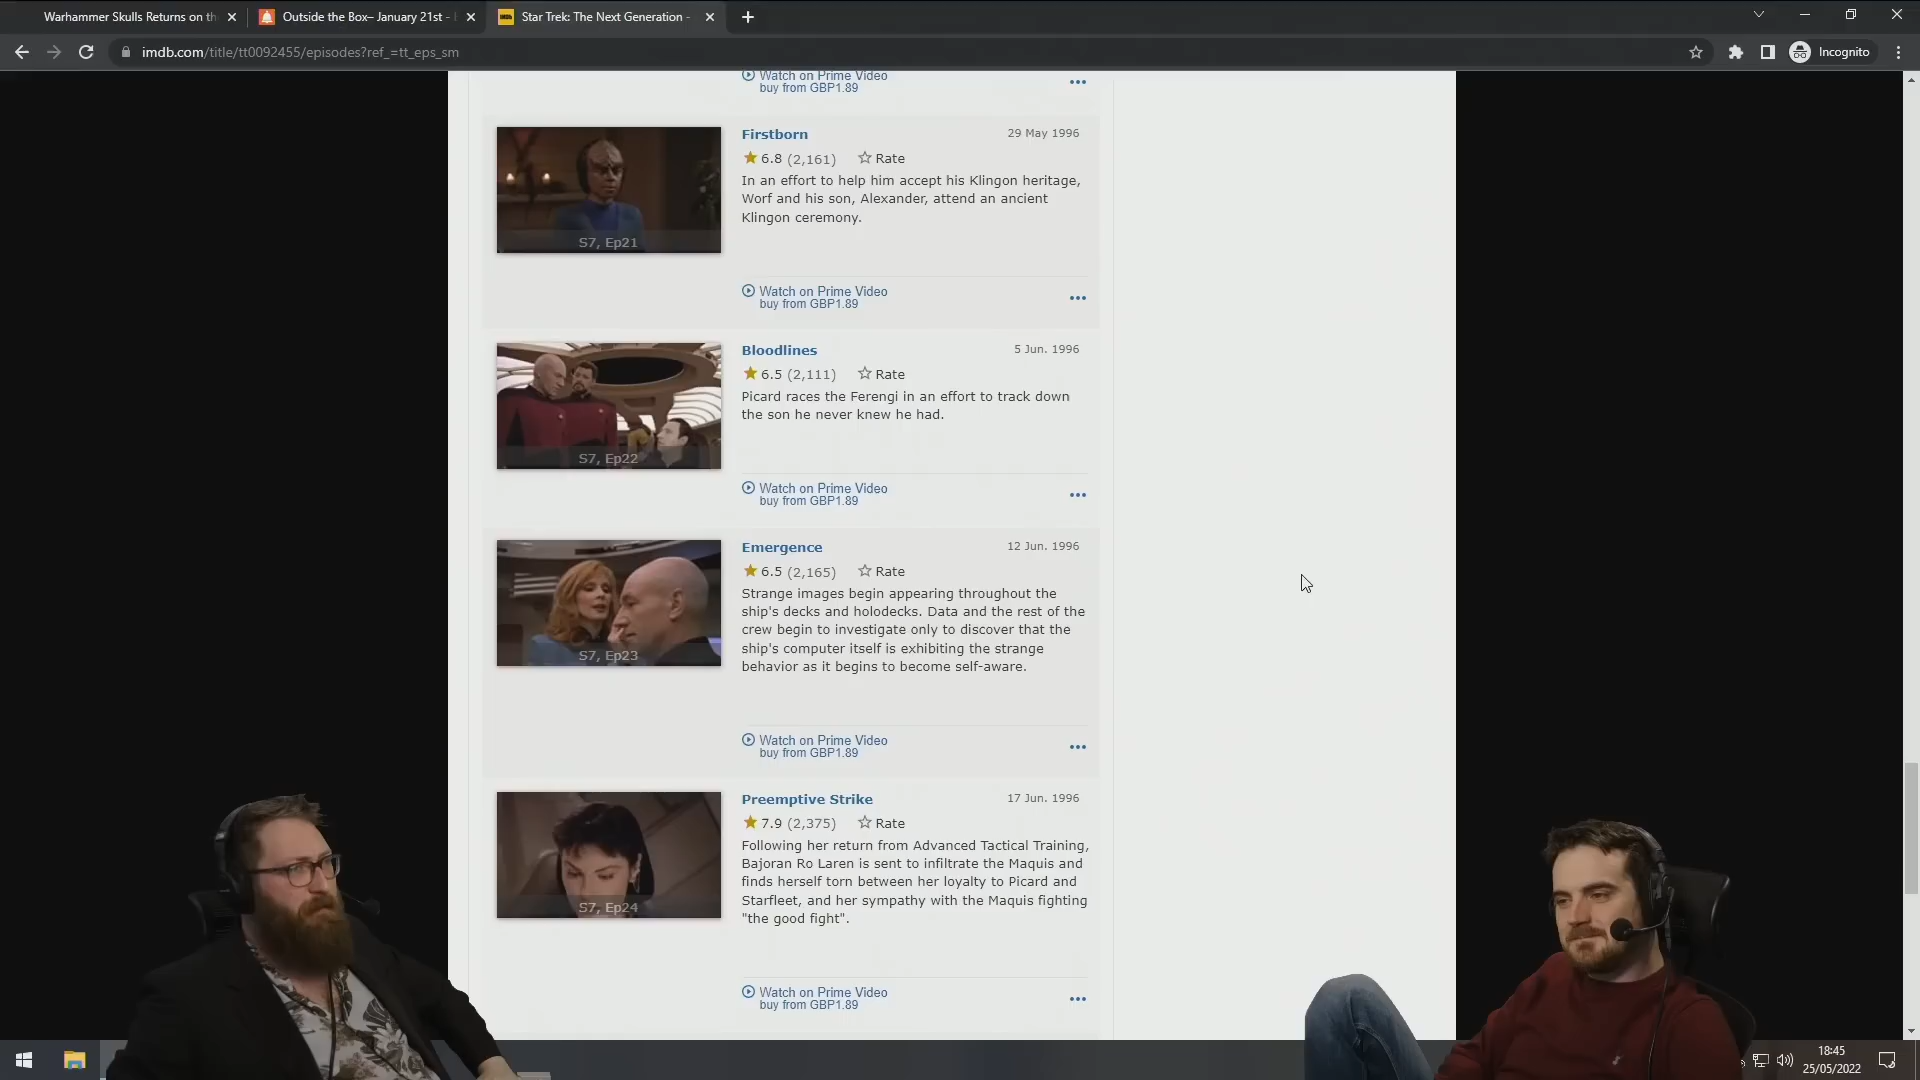 Warhammer Skulls Returns on th
Outside the Box– January 21st -
Star Trek: The Next Generation -
imdb.com/title/tt0092455/episodes?ref_=tt_eps_sm
Incognito
Watch on Prime Video
buy from GBP1.89
Firstborn
29 May 1996
6.8 (2,161) Rate
In an effort to help him accept his Klingon heritage,
Worf and his son, Alexander, attend an ancient
Klingon ceremony.
S7, Ep21
Watch on Prime Video
buy from GBP1.89
Bloodlines
5 Jun. 1996
6.5 (2,111) Rate
Picard races the Ferengi in an effort to track down
the son he never knew he had.
S7, Ep22
Watch on Prime Video
buy from GBP1.89
Emergence
12 Jun. 1996
6.5 (2,165) Rate
Strange images begin appearing throughout the
ship's decks and holodecks. Data and the rest of the
crew begin to investigate only to discover that the
ship's computer itself is exhibiting the strange
behavior as it begins to become self-aware.
S7, Ep23
Watch on Prime Video
buy from GBP1.89
Preemptive Strike
17 Jun. 1996
7.9 (2,375) Rate
Following her return from Advanced Tactical Training,
Bajoran Ro Laren is sent to infiltrate the Maquis and
finds herself torn between her loyalty to Picard and
Starfleet, and her sympathy with the Maquis fighting
"the good fight".
S7, Ep24
Watch on Prime Video
buy from GBP1.89
18:45
25/05/2022